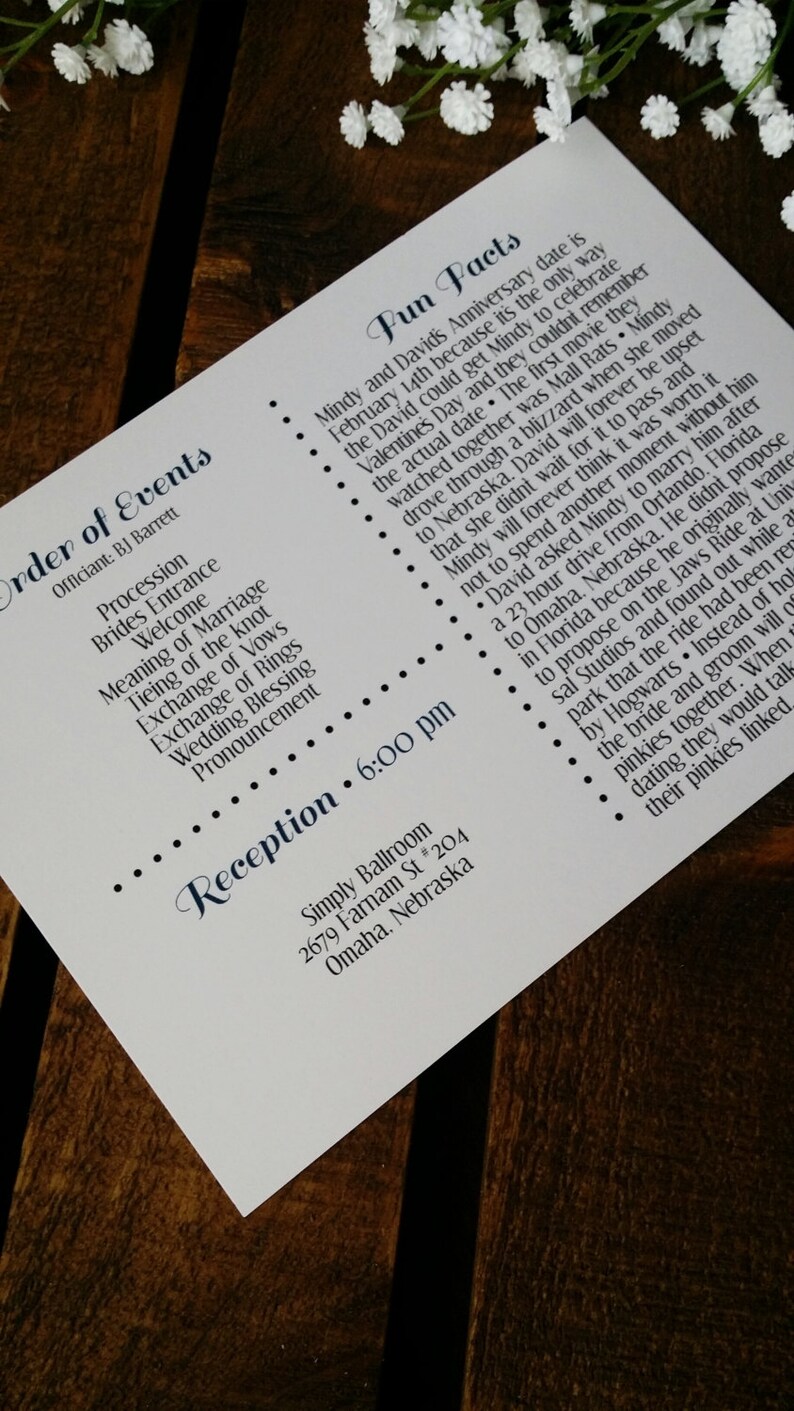 Order of Events
Officiant: BJ Barrett
Procession
Brides Entrance
Welcome
Meaning of Marriage
Tieing of the knot
Exchange of Vows
Exchange of Rings
Wedding Blessing
Pronouncement
Reception • 6:00 pm
Simply Ballroom
2679 Farnam St #204
Omaha, Nebraska
Fun Facts
Mindy and David's Anniversary date is
February 14th because it's the only way
the David could get Mindy to celebrate
Valentine's Day and they couldn't remember
the actual date • The first movie they
watched together was Mall Rats • Mindy
drove through a blizzard when she moved
to Nebraska. David will forever be upset
that she didn't wait for it to pass and
Mindy will forever think it was worth it
not to spend another moment without him
• David asked Mindy to marry him after
a 23 hour drive from Orlando, Florida
to Omaha, Nebraska. He didn't propose
in Florida because he originally wanted
to propose on the Jaws Ride at
sal Studios and found out while at
park that the ride had been
by Hogwarts • Instead of
the bride and groom will
pinkies together. When
dating they would talk
their pinkies linked.